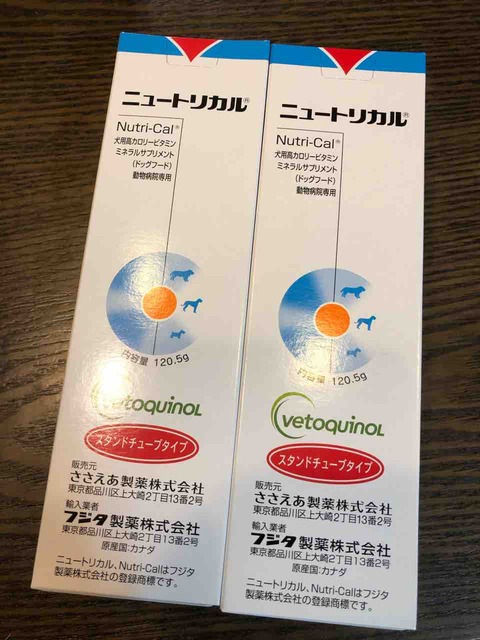 ニュートリカル®
Nutri-Cal®
犬用高カロリービタミン
ミネラルサプリメント
(ドッグフード)
動物病院専用
内容量 120.5g
vetoquinol
スタンドチューブタイプ
販売元
ささえあ製薬株式会社
東京都品川区上大崎2丁目13番2号
輸入業者
フジタ製薬株式会社
東京都品川区上大崎2丁目13番2号
原産国:カナダ
ニュートリカル、Nutri-Calはフジタ
製薬株式会社の登録商標です。
ニュートリカル®
Nutri-Cal®
犬用高カロリービタミン
ミネラルサプリメント
(ドッグフード)
動物病院専用
内容量 120.5g
vetoquinol
スタンドチューブタイプ
販売元
ささえあ製薬株式会社
東京都品川区上大崎2丁目13番2号
輸入業者
フジタ製薬株式会社
東京都品川区上大崎2丁目13番2号
原産国:カナダ
ニュートリカル、Nutri-Calはフジタ
製薬株式会社の登録商標です。